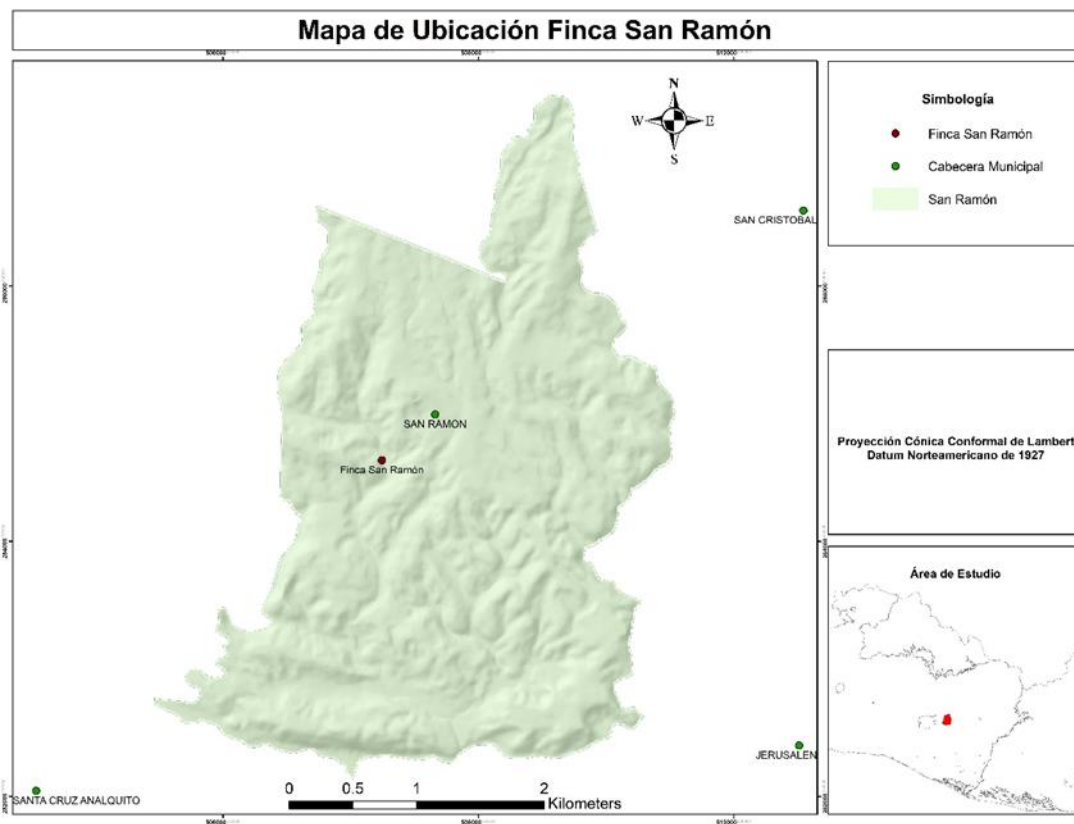 Mapa de Ubicación Finca San Ramón
N
W E
S
SAN CRISTOBAL
SAN RAMON
Finca San Ramón
JERUSALEN
SANTA CRUZ ANALQUITO
0 0.5 1 2
Kilometers
Simbología
Finca San Ramón
Cabecera Municipal
San Ramón
Proyección Cónica Conformal de Lambert
Datum Norteamericano de 1927
Área de Estudio